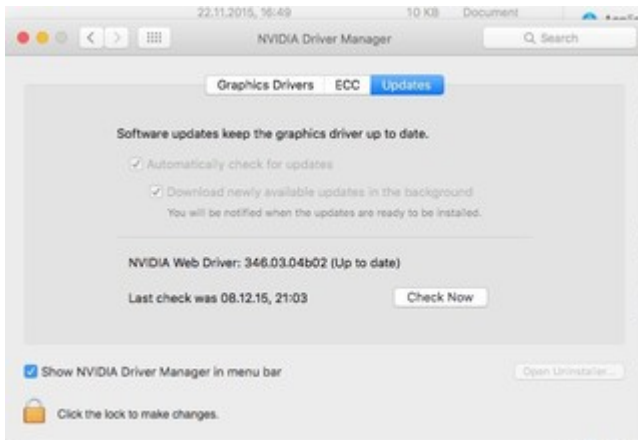 22.11.2015, 16:49 10 KB Document
NVIDIA Driver Manager
Search
Graphics Drivers ECC Updates
Software updates keep the graphics driver up to date.
Automatically check for updates
Download newly available updates in the background
You will be notified when the updates are ready to be installed.
NVIDIA Web Driver: 346.03.04b02 (Up to date)
Last check was 08.12.15, 21:03 Check Now
Show NVIDIA Driver Manager in menu bar
Open Uninstaller...
Click the lock to make changes.